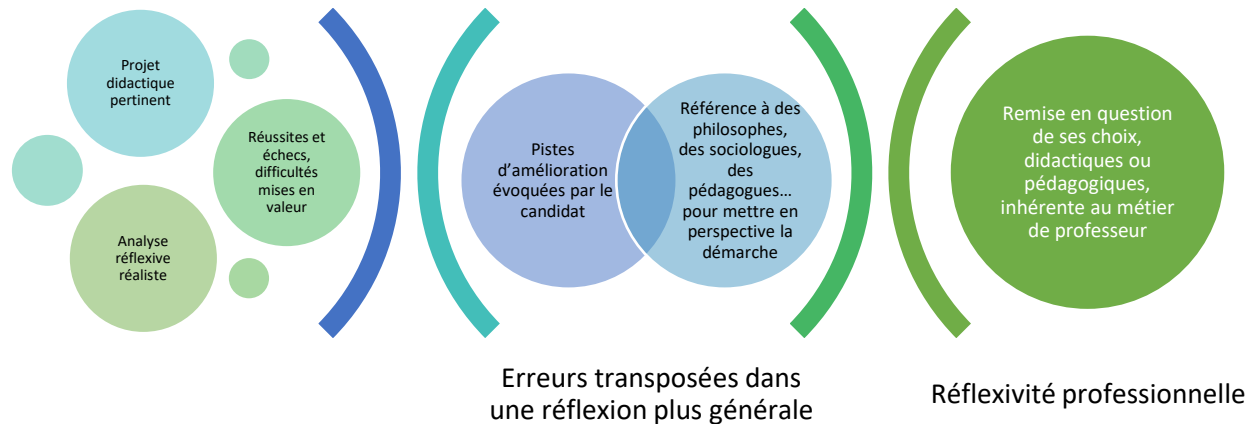 Projet
didactique
pertinent
Réussites et
échecs,
difficultés
mises en
valeur
Analyse
réflexive
réaliste
Pistes
d’amélioration
évoquées par le
candidat
Référence à des
philosophes,
des sociologues,
des
pédagogues…
pour mettre en
perspective la
démarche
Remise en question
de ses choix,
didactiques ou
pédagogiques,
inhérente au métier
de professeur
Erreurs transposées dans
une réflexion plus générale
Réflexivité professionnelle